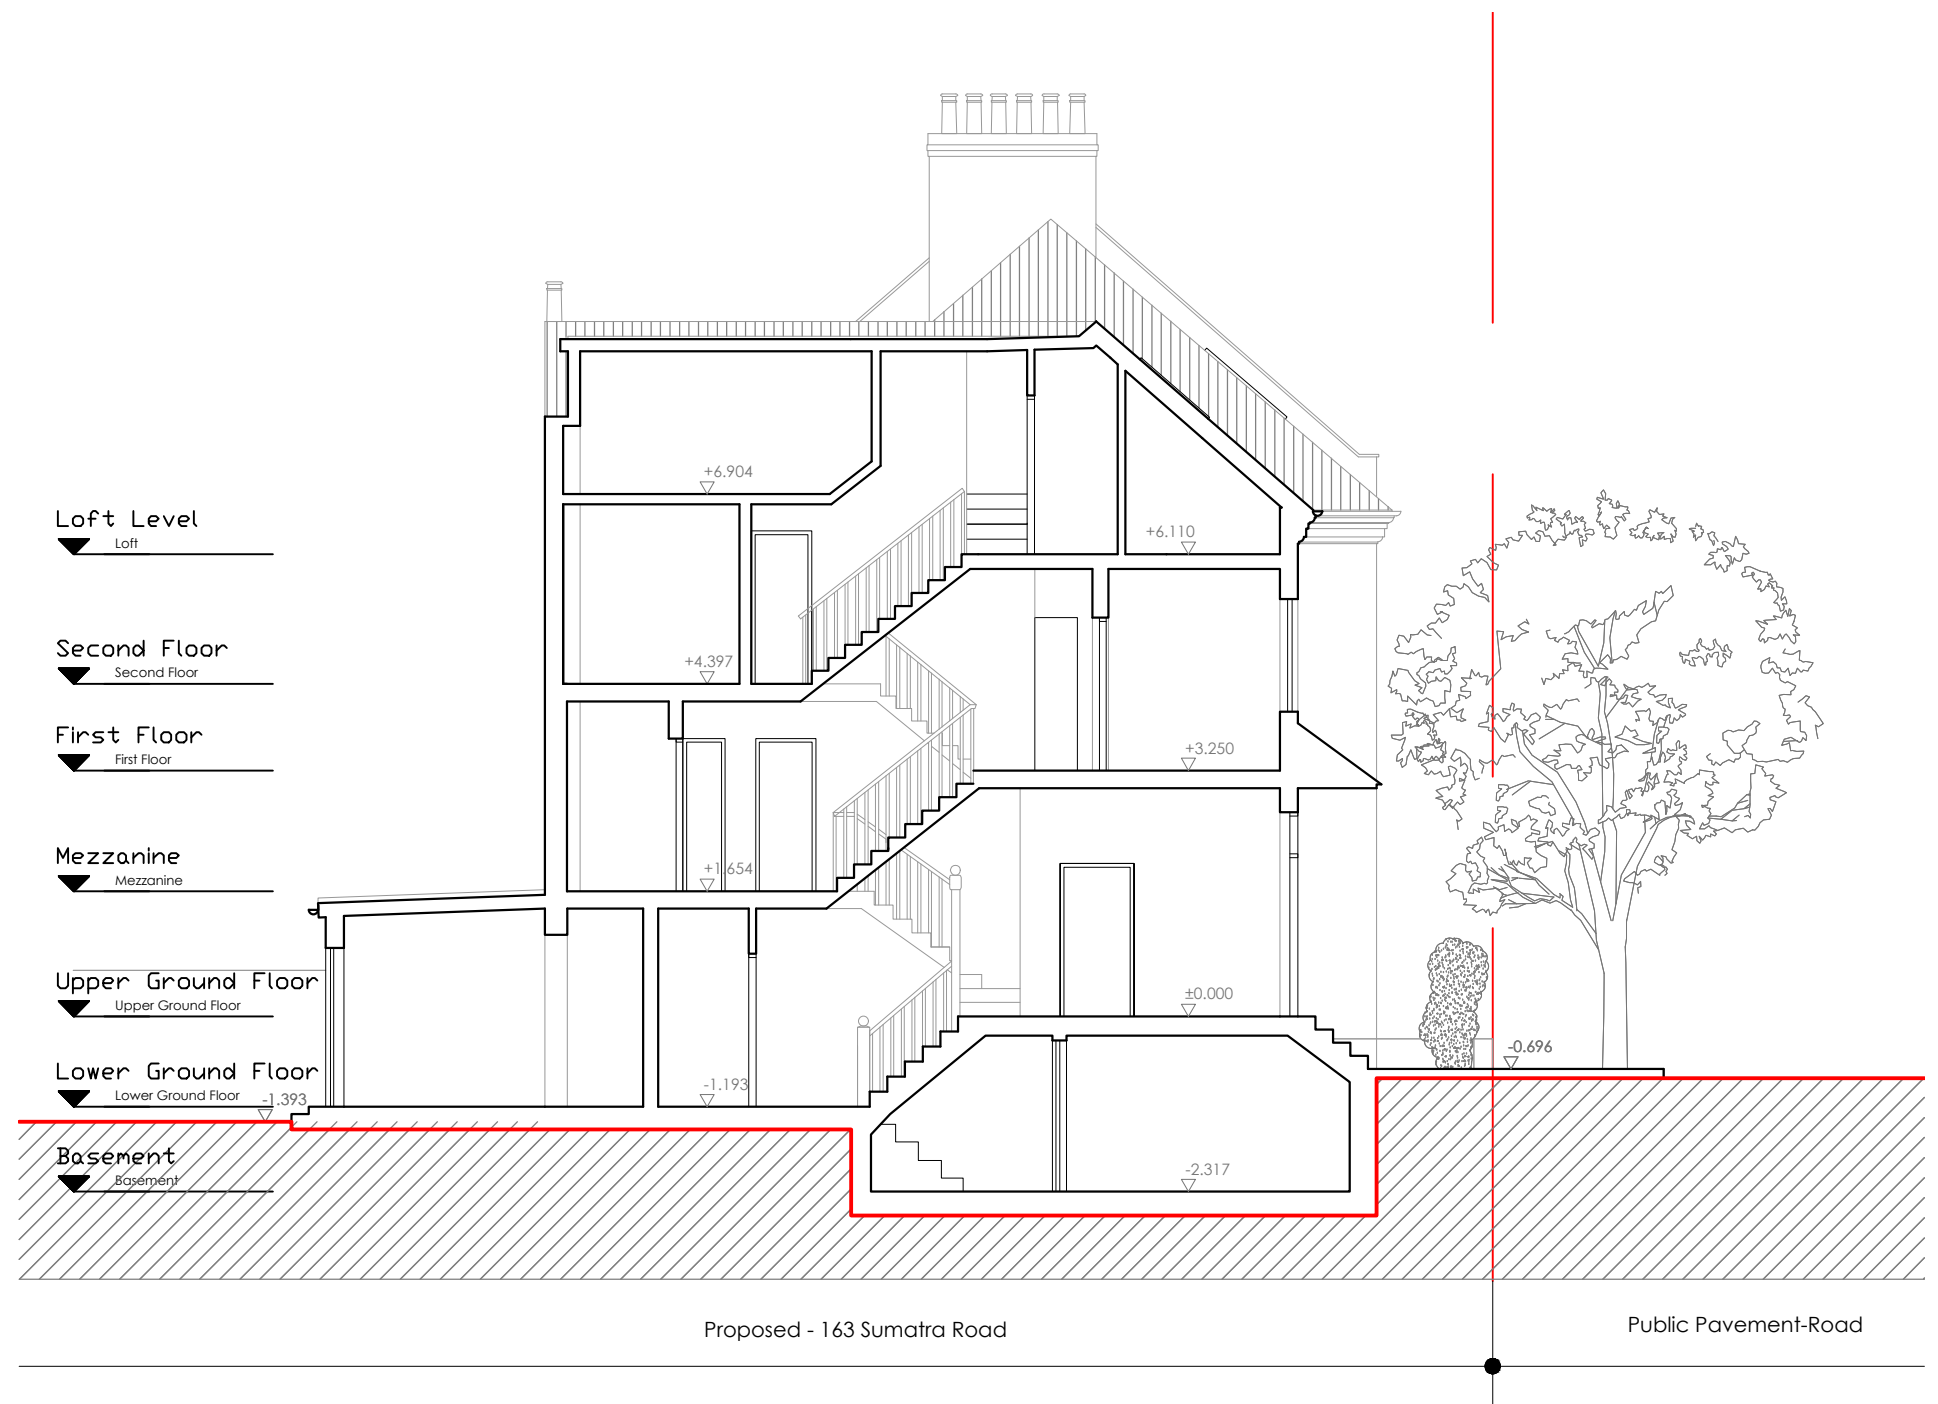 +6.904
Loft Level
Loft
+6.110
Second Floor
Second Floor
+4.397
First Floor
First Floor
+3.250
Mezzanine
Mezzanine
+1.654
Upper Ground Floor
Upper Ground Floor
±0.000
-0.696
Lower Ground Floor
Lower Ground Floor
-1.393
-1.193
Basement
Basement
-2.317
Proposed - 163 Sumatra Road
Public Pavement-Road